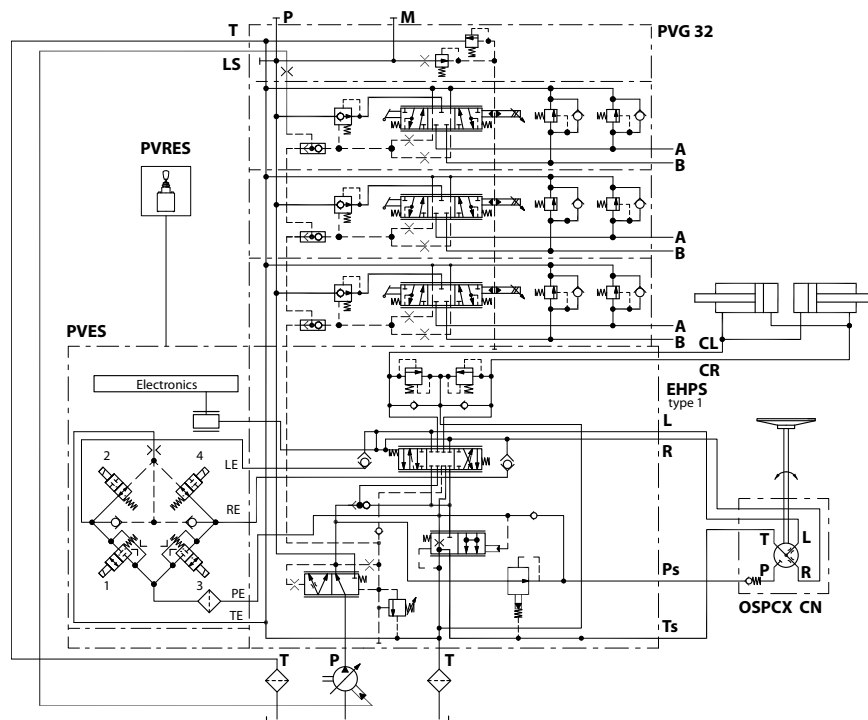 P
M
T
PVG 32
LS
A
B
PVRES
A
B
A
B
PVES
CL
CR
EHPS
type 1
Electronics
L
R
2
4
LE
RE
T
L
P
R
1
3
PE
TE
Ps
OSPCX CN
Ts
T
P
T